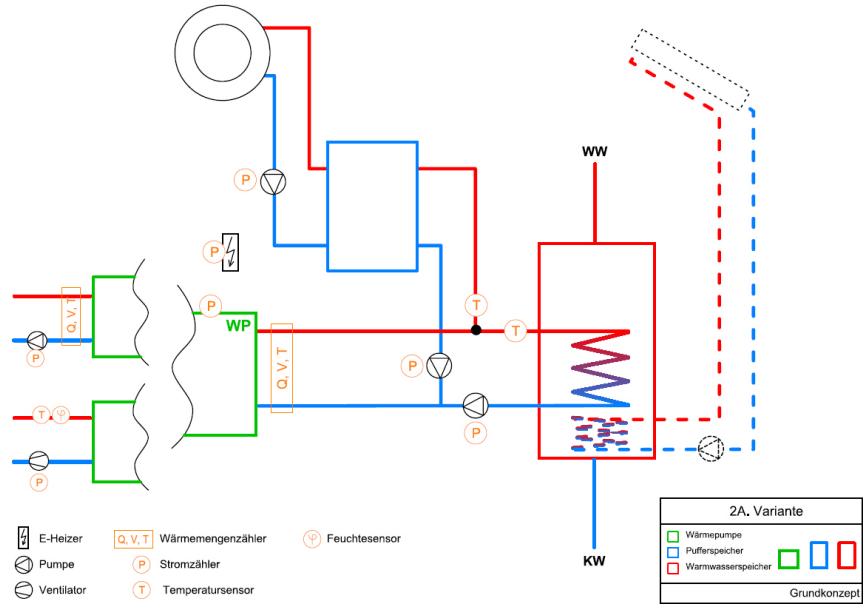 WW
P
P
T
Q, V, T
P
WP
T
Q, V, T
P
P
P
T φ
P
KW
E-Heizer
Q, V, T Wärmemengenzähler
φ Feuchtesensor
Pumpe
P Stromzähler
Ventilator
T Temperatursensor
2A. Variante
Wärmepumpe
Pufferspeicher
Warmwasserspeicher
Grundkonzept